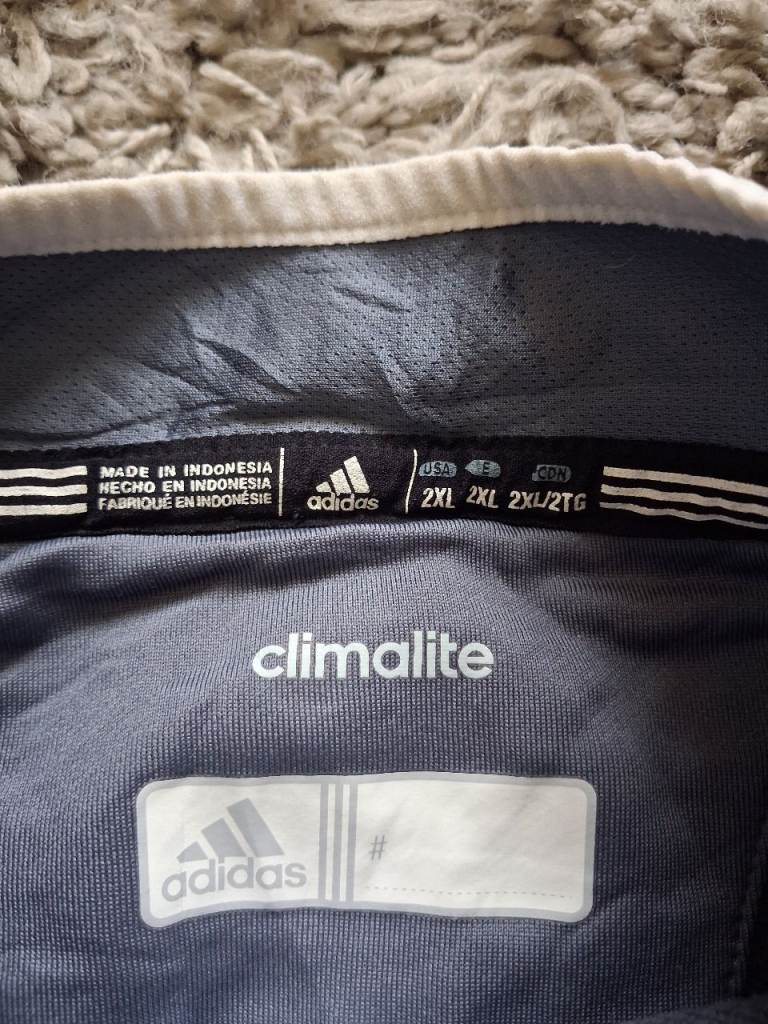 MADE IN INDONESIA
HECHO EN INDONESIA
FABRIQUÉ EN INDONÉSIE
adidas
USA E CDN
2XL 2XL 2XL/2TG
climalite
adidas
#